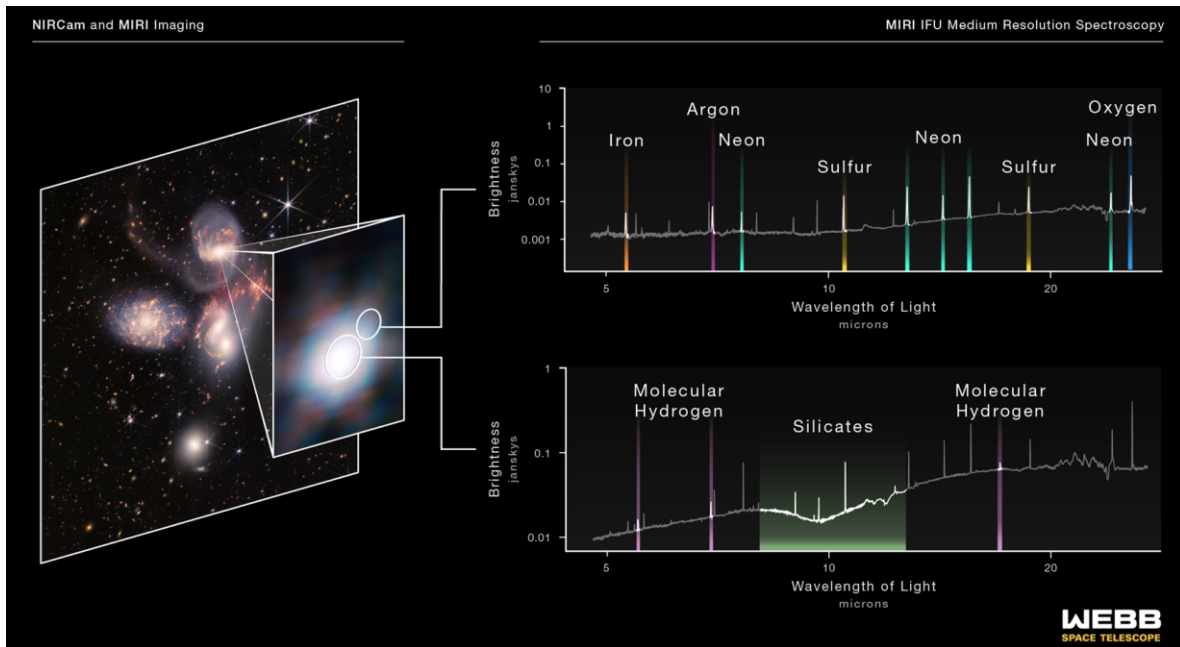 NIRCam and MIRI Imaging
MIRI IFU Medium Resolution Spectroscopy
Brightness
janskys
10
1
0.1
0.01
0.001
Iron
Argon
Neon
Sulfur
Neon
Sulfur
Neon
Oxygen
5
10
20
Wavelength of Light
microns
Brightness
janskys
1
0.1
0.01
Molecular
Hydrogen
Silicates
Molecular
Hydrogen
5
10
20
Wavelength of Light
microns
WEBB
SPACE TELESCOPE